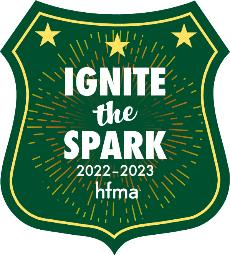 IGNITE
the
SPARK
2022-2023
hfma